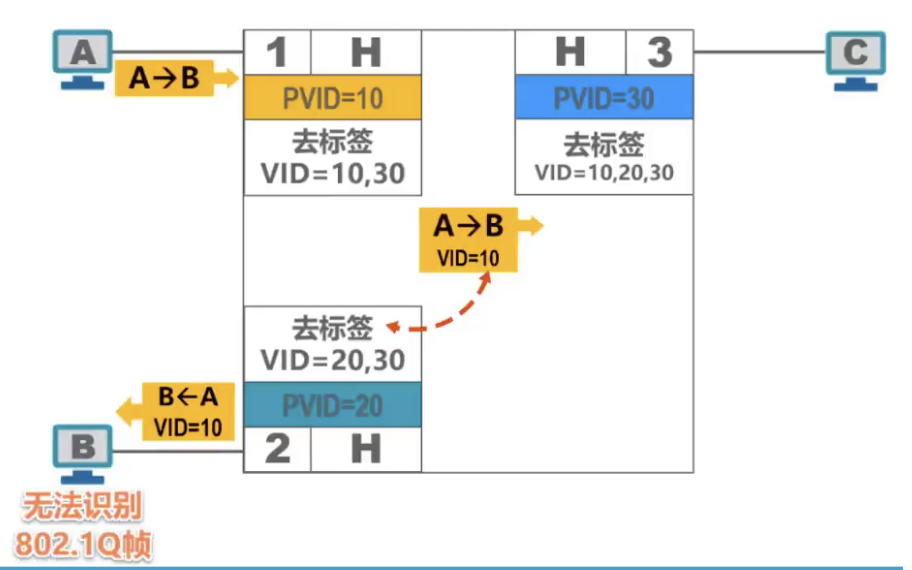 A
1 H
H 3
C
A→B
PVID=10
PVID=30
去标签
VID=10,30
去标签
VID=10,20,30
A→B
VID=10
去标签
VID=20,30
B←A
VID=10
PVID=20
B
2 H
无法识别
802.1Q帧